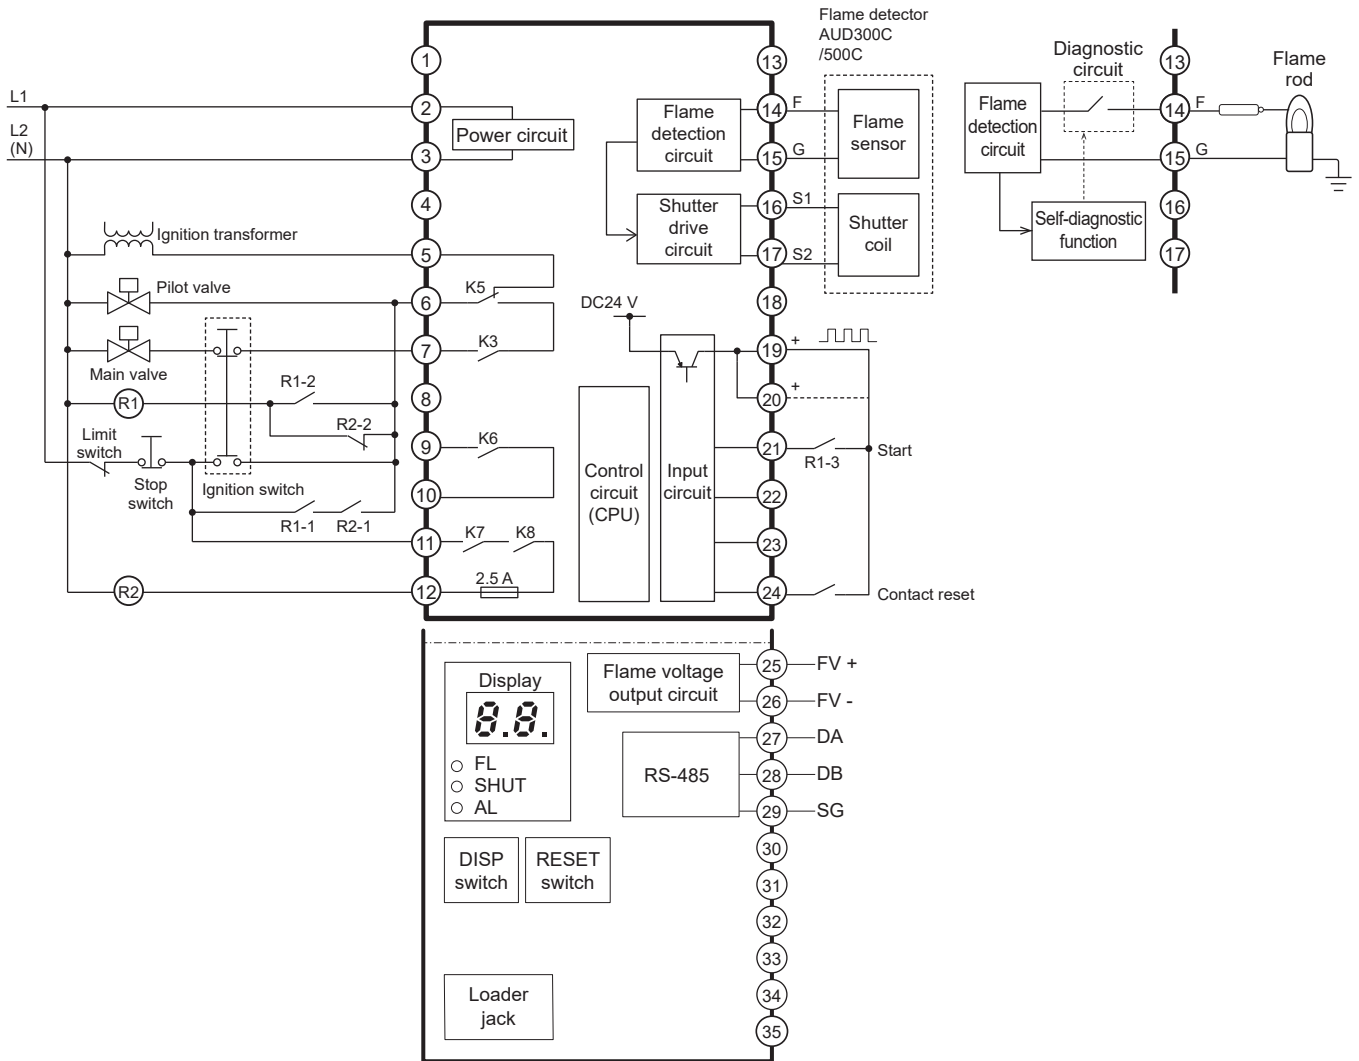 Flame detector
AUD300C
/500C
1
13
Diagnostic
circuit
13
Flame
rod
L1
2
14
F
Flame
detection
circuit
Flame
sensor
Flame
detection
circuit
14
F
L2
(N)
Power circuit
3
15
G
15
G
4
16
S1
Shutter
drive
circuit
Shutter
coil
Self-diagnostic
function
16
Ignition transformer
5
17
S2
17
Pilot valve
6
K5
18
DC24 V
Main valve
7
K3
19
+
R1
R1-2
8
20
+
R2-2
Limit
switch
9
K6
21
R1-3
Start
Stop
switch
Ignition switch
10
Control
circuit
(CPU)
Input
circuit
22
R1-1
R2-1
11
K7
K8
23
R2
12
2.5 A
24
Contact reset
Display
8.8.
FL
SHUT
AL
Flame voltage
output circuit
25
FV +
26
FV -
RS-485
27
DA
28
DB
29
SG
DISP
switch
RESET
switch
30
31
32
33
Loader
jack
34
35